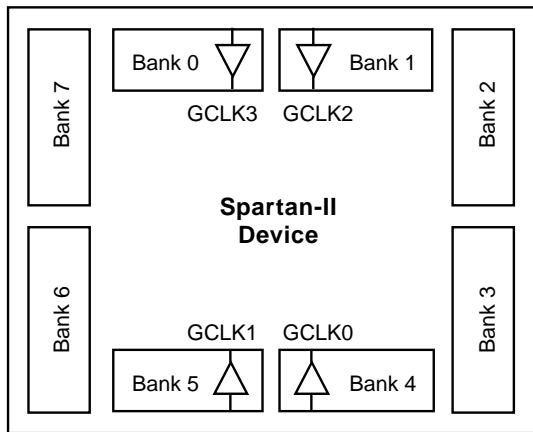 Bank 0
Bank 1
Bank 7
Bank 2
GCLK3
GCLK2
Spartan-II
Device
Bank 6
Bank 3
GCLK1
GCLK0
Bank 5
Bank 4